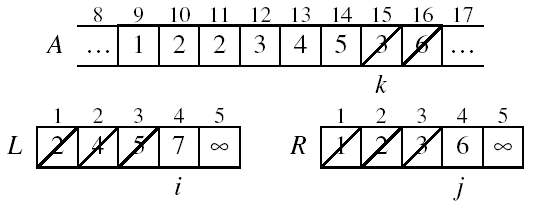 8 9 10 11 12 13 14 15 16 17
A ... 1 2 2 3 4 5 3 6 ...
k
1 2 3 4 5 1 2 3 4 5
L 2 4 5 7 ∞ R 1 2 3 6 ∞
i j